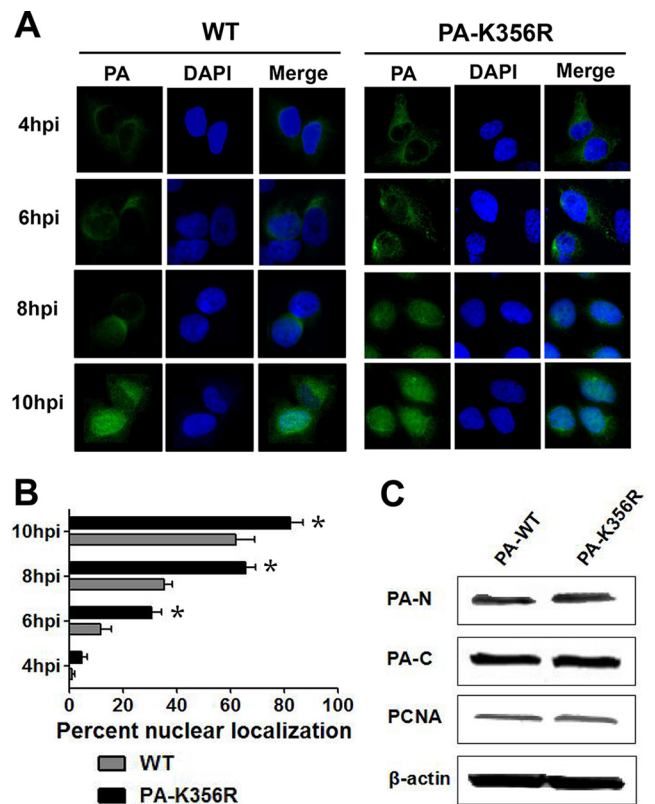 A
WT
PA-K356R
PA DAPI Merge
PA DAPI Merge
4hpi
6hpi
8hpi
10hpi
B
10hpi
8hpi
6hpi
4hpi
*
*
*
0 20 40 60 80 100
Percent nuclear localization
WT
PA-K356R
C
PA-WT
PA-K356R
PA-N
PA-C
PCNA
β-actin